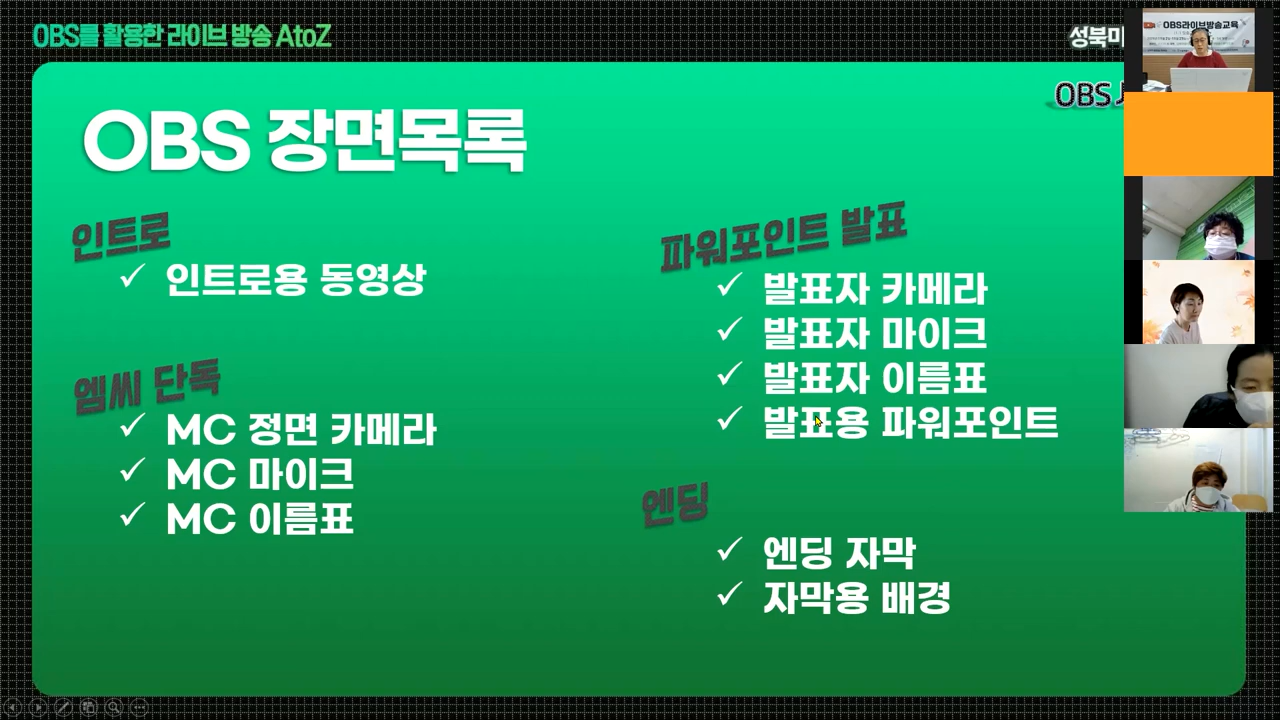 OBS를 활용한 라이브 방송 AtoZ
성북미
OBS
OBS라이브방송교육
OBS 장면목록
인트로
인트로용 동영상
엠씨 단독
MC 정면 카메라
MC 마이크
MC 이름표
파워포인트 발표
발표자 카메라
발표자 마이크
발표자 이름표
발표용 파워포인트
엔딩
엔딩 자막
자막용 배경